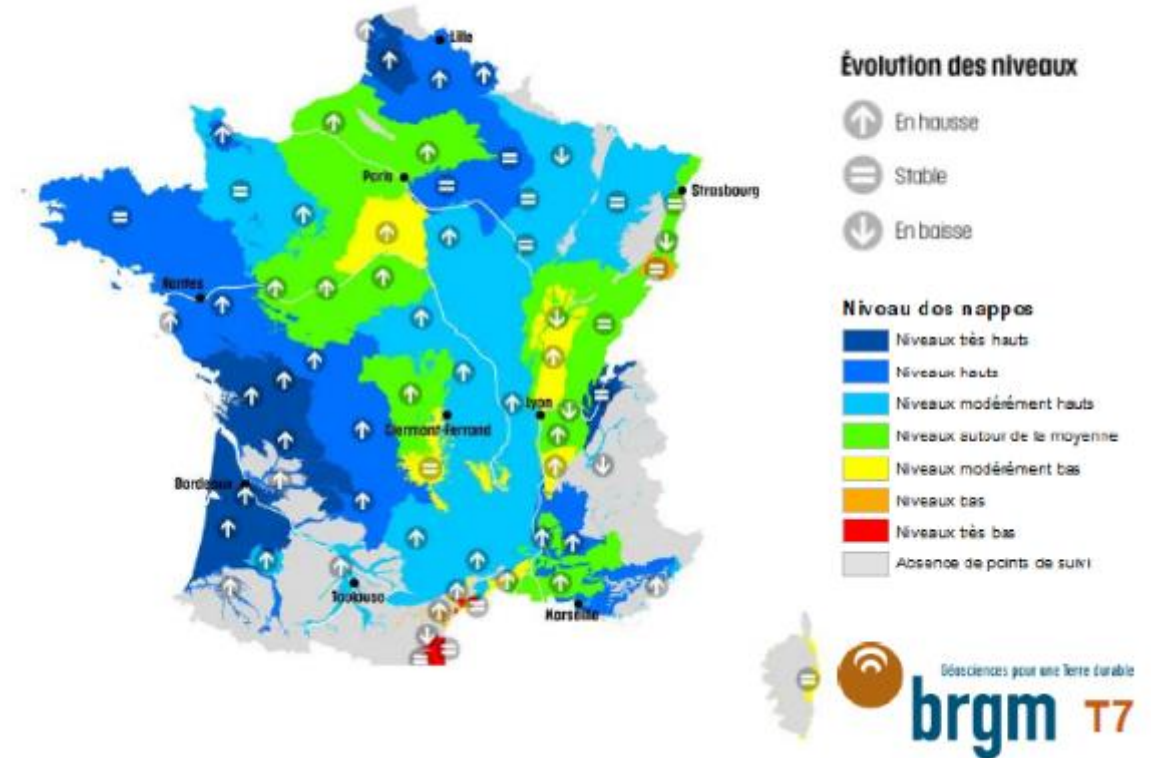 Lille
Paris
Strasbourg
Nantes
Lyon
Clermont-Ferrand
Bordeaux
Toulouse
Marseille
Évolution des niveaux
En hausse
Stable
En baisse
Niveau dos nappos
Niveaux très hauts
Niveaux hauts
Niveaux modérément hauts
Niveaux autour de la moyenne
Niveaux modérément bas
Niveaux bas
Niveaux très bas
Absence de points de suivi
Géosciences pour une Terre durable
brgm
T7